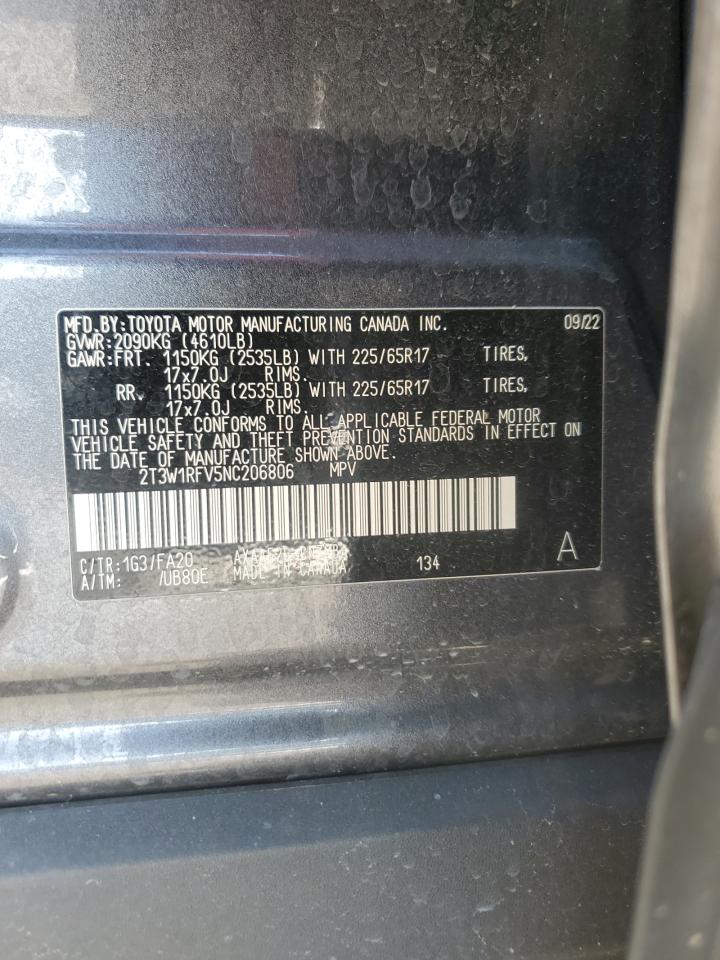 MFD.BY:TOYOTA MOTOR MANUFACTURING CANADA INC. 09/22
GVWR:2090KG (4610LB)
GAWR:FRT. 1150KG (2535LB) WITH 225/65R17 TIRES,
17x7.0J RIMS.
RR. 1150KG (2535LB) WITH 225/65R17 TIRES,
17x7.0J RIMS.
THIS VEHICLE CONFORMS TO ALL APPLICABLE FEDERAL MOTOR
VEHICLE SAFETY AND THEFT PREVENTION STANDARDS IN EFFECT ON
THE DATE OF MANUFACTURE SHOWN ABOVE.
2T3W1RFV5NC206806 MPV
C/TR:1G3/FA20
A/TM: /UB80E MADE IN CANADA 134 A